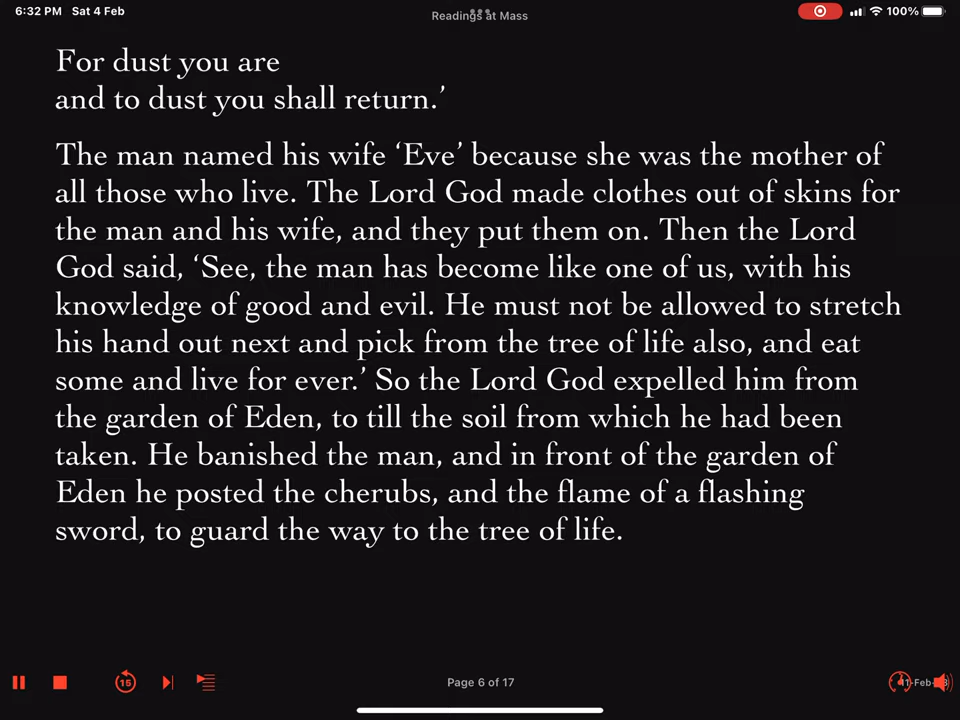 6:32 PM Sat 4 Feb
Readings at Mass
100%
For dust you are
and to dust you shall return.’
The man named his wife ‘Eve’ because she was the mother of
all those who live. The Lord God made clothes out of skins for
the man and his wife, and they put them on. Then the Lord
God said, ‘See, the man has become like one of us, with his
knowledge of good and evil. He must not be allowed to stretch
his hand out next and pick from the tree of life also, and eat
some and live for ever.’ So the Lord God expelled him from
the garden of Eden, to till the soil from which he had been
taken. He banished the man, and in front of the garden of
Eden he posted the cherubs, and the flame of a flashing
sword, to guard the way to the tree of life.
15
Page 6 of 17